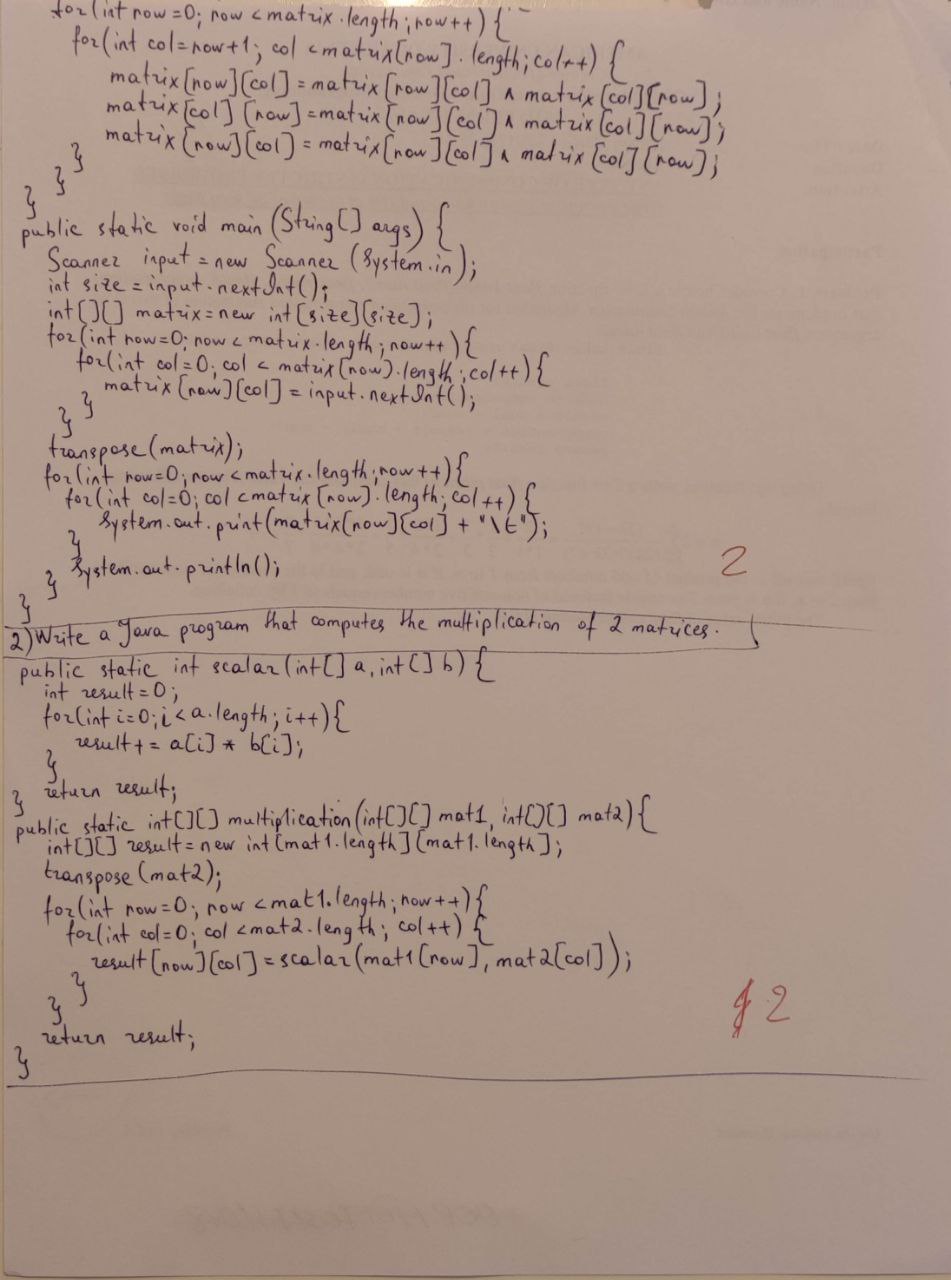 for(int row=0; row < matrix.length; row++) {
for(int col=row+1; col < matrix[row].length; col++) {
matrix[row][col] = matrix[row][col] ^ matrix[col][row];
matrix[col][row] = matrix[row][col] ^ matrix[col][row];
matrix[row][col] = matrix[row][col] ^ matrix[col][row];
}
}
}
public static void main (String[] args) {
Scanner input = new Scanner (System.in);
int size = input.nextInt();
int[][] matrix = new int[size][size];
for(int row=0; row < matrix.length; row++){
for(int col=0; col < matrix[row].length; col++){
matrix[row][col] = input.nextInt();
}
}
transpose(matrix);
for(int row=0; row < matrix.length; row++){
for(int col=0; col < matrix[row].length; col++){
System.out.print(matrix[row][col] + "\t");
}
System.out.println();
}
}
2
2) Write a Java program that computes the multiplication of 2 matrices.
public static int scalar(int[] a, int[] b) {
int result=0;
for(int i=0; i < a.length; i++){
result += a[i] * b[i];
}
return result;
}
public static int[][] multiplication(int[][] mat1, int[][] mat2){
int[][] result = new int[mat1.length][mat1.length];
transpose(mat2);
for(int row=0; row < mat1.length; row++){
for(int col=0; col < mat2.length; col++) {
result[row][col] = scalar(mat1[row], mat2[col]);
}
}
return result;
}
2